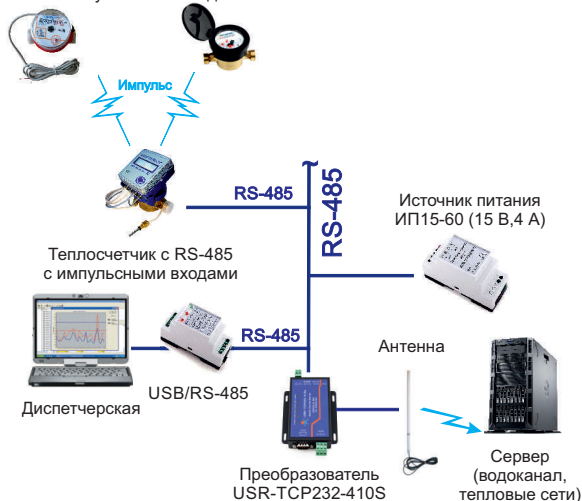 Импульс
RS-485
RS-485
Источник питания
ИП15-60 (15 В,4 А)
Теплосчетчик с RS-485
с импульсными входами
RS-485
Антенна
USB/RS-485
Диспетчерская
Преобразователь
USR-TCP232-410S
Сервер
(водоканал,
тепловые сети)